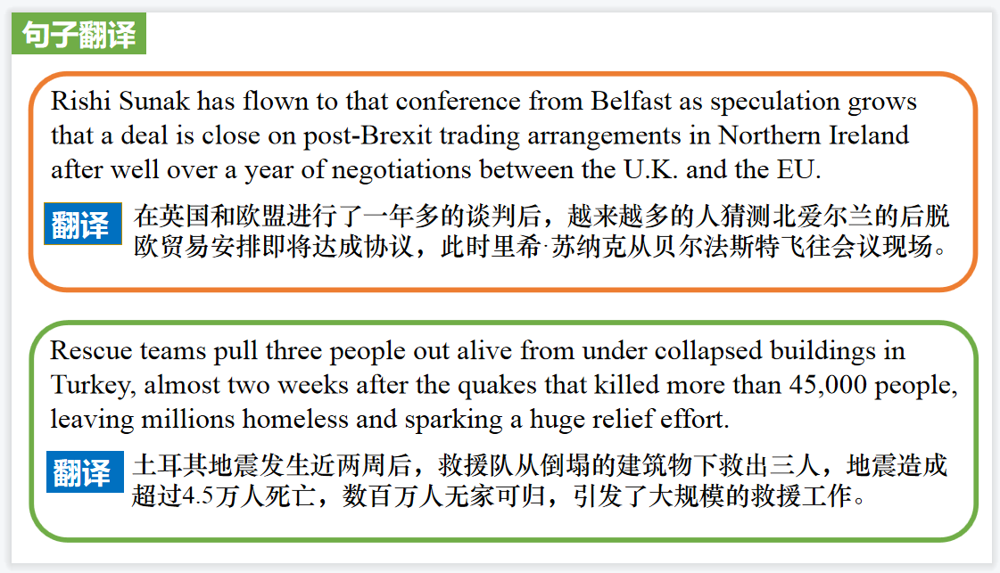 句子翻译
Rishi Sunak has flown to that conference from Belfast as speculation grows
that a deal is close on post-Brexit trading arrangements in Northern Ireland
after well over a year of negotiations between the U.K. and the EU.
翻译
在英国和欧盟进行了一年多的谈判后，越来越多的人猜测北爱尔兰的后脱
欧贸易安排即将达成协议，此时里希·苏纳克从贝尔法斯特飞往会议现场。
Rescue teams pull three people out alive from under collapsed buildings in
Turkey, almost two weeks after the quakes that killed more than 45,000 people,
leaving millions homeless and sparking a huge relief effort.
翻译
土耳其地震发生近两周后，救援队从倒塌的建筑物下救出三人，地震造成
超过4.5万人死亡，数百万人无家可归，引发了大规模的救援工作。